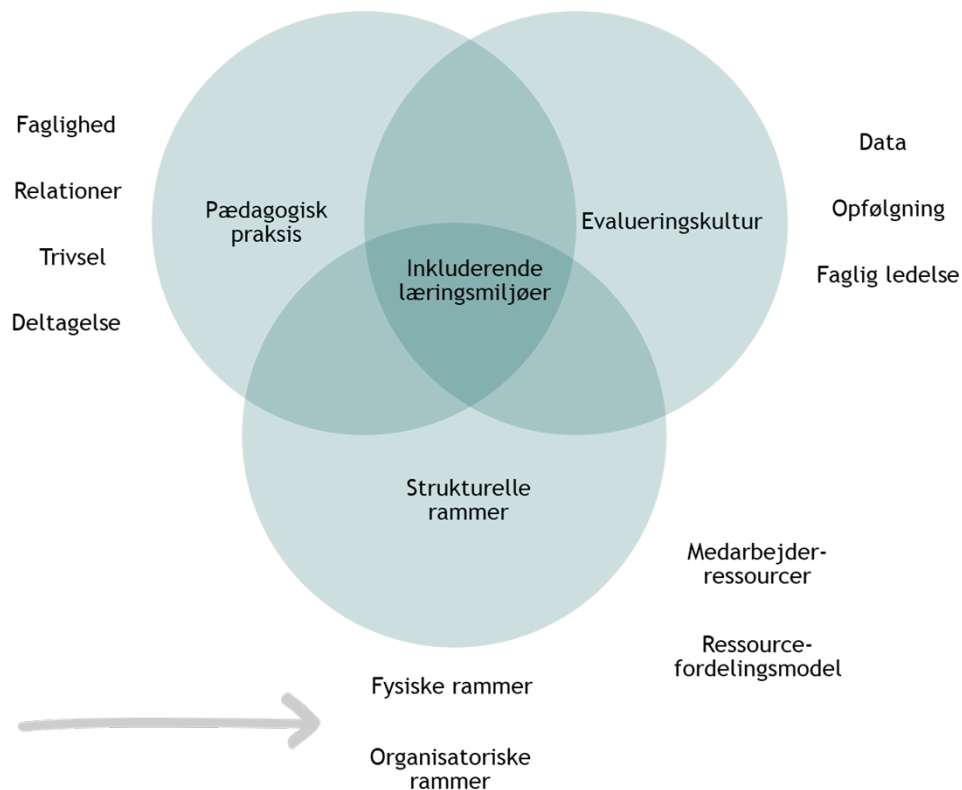 Faglighed
Relationer
Trivsel
Deltagelse
Pædagogisk
praksis
Evalueringskultur
Inkluderende
læringsmiljøer
Strukturelle
rammer
Data
Opfølgning
Faglig ledelse
Medarbejder-
ressourcer
Ressource-
fordelingsmodel
Fysiske rammer
Organisatoriske
rammer